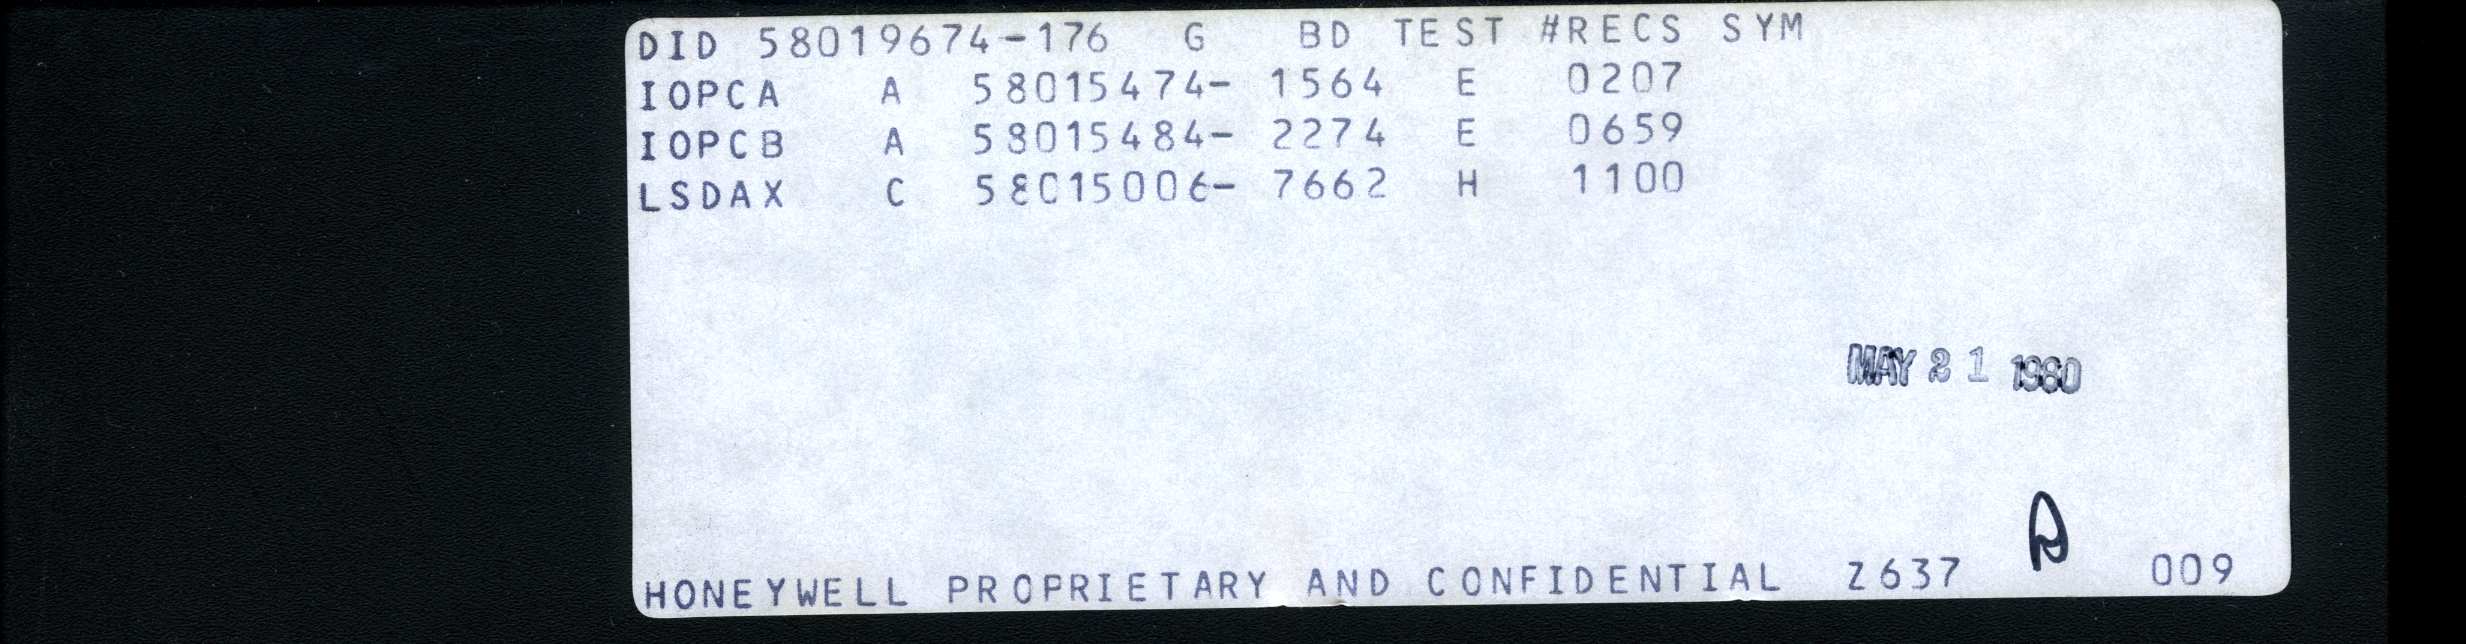 DID 58019674-176 G BD TEST #RECS SYM
IOPCA A 58015474- 1564 E 0207
IOPCB A 58015484- 2274 E 0659
LSDAX C 58015006- 7662 H 1100
MAY 21 1980
HONEYWELL PROPRIETARY AND CONFIDENTIAL Z637 009